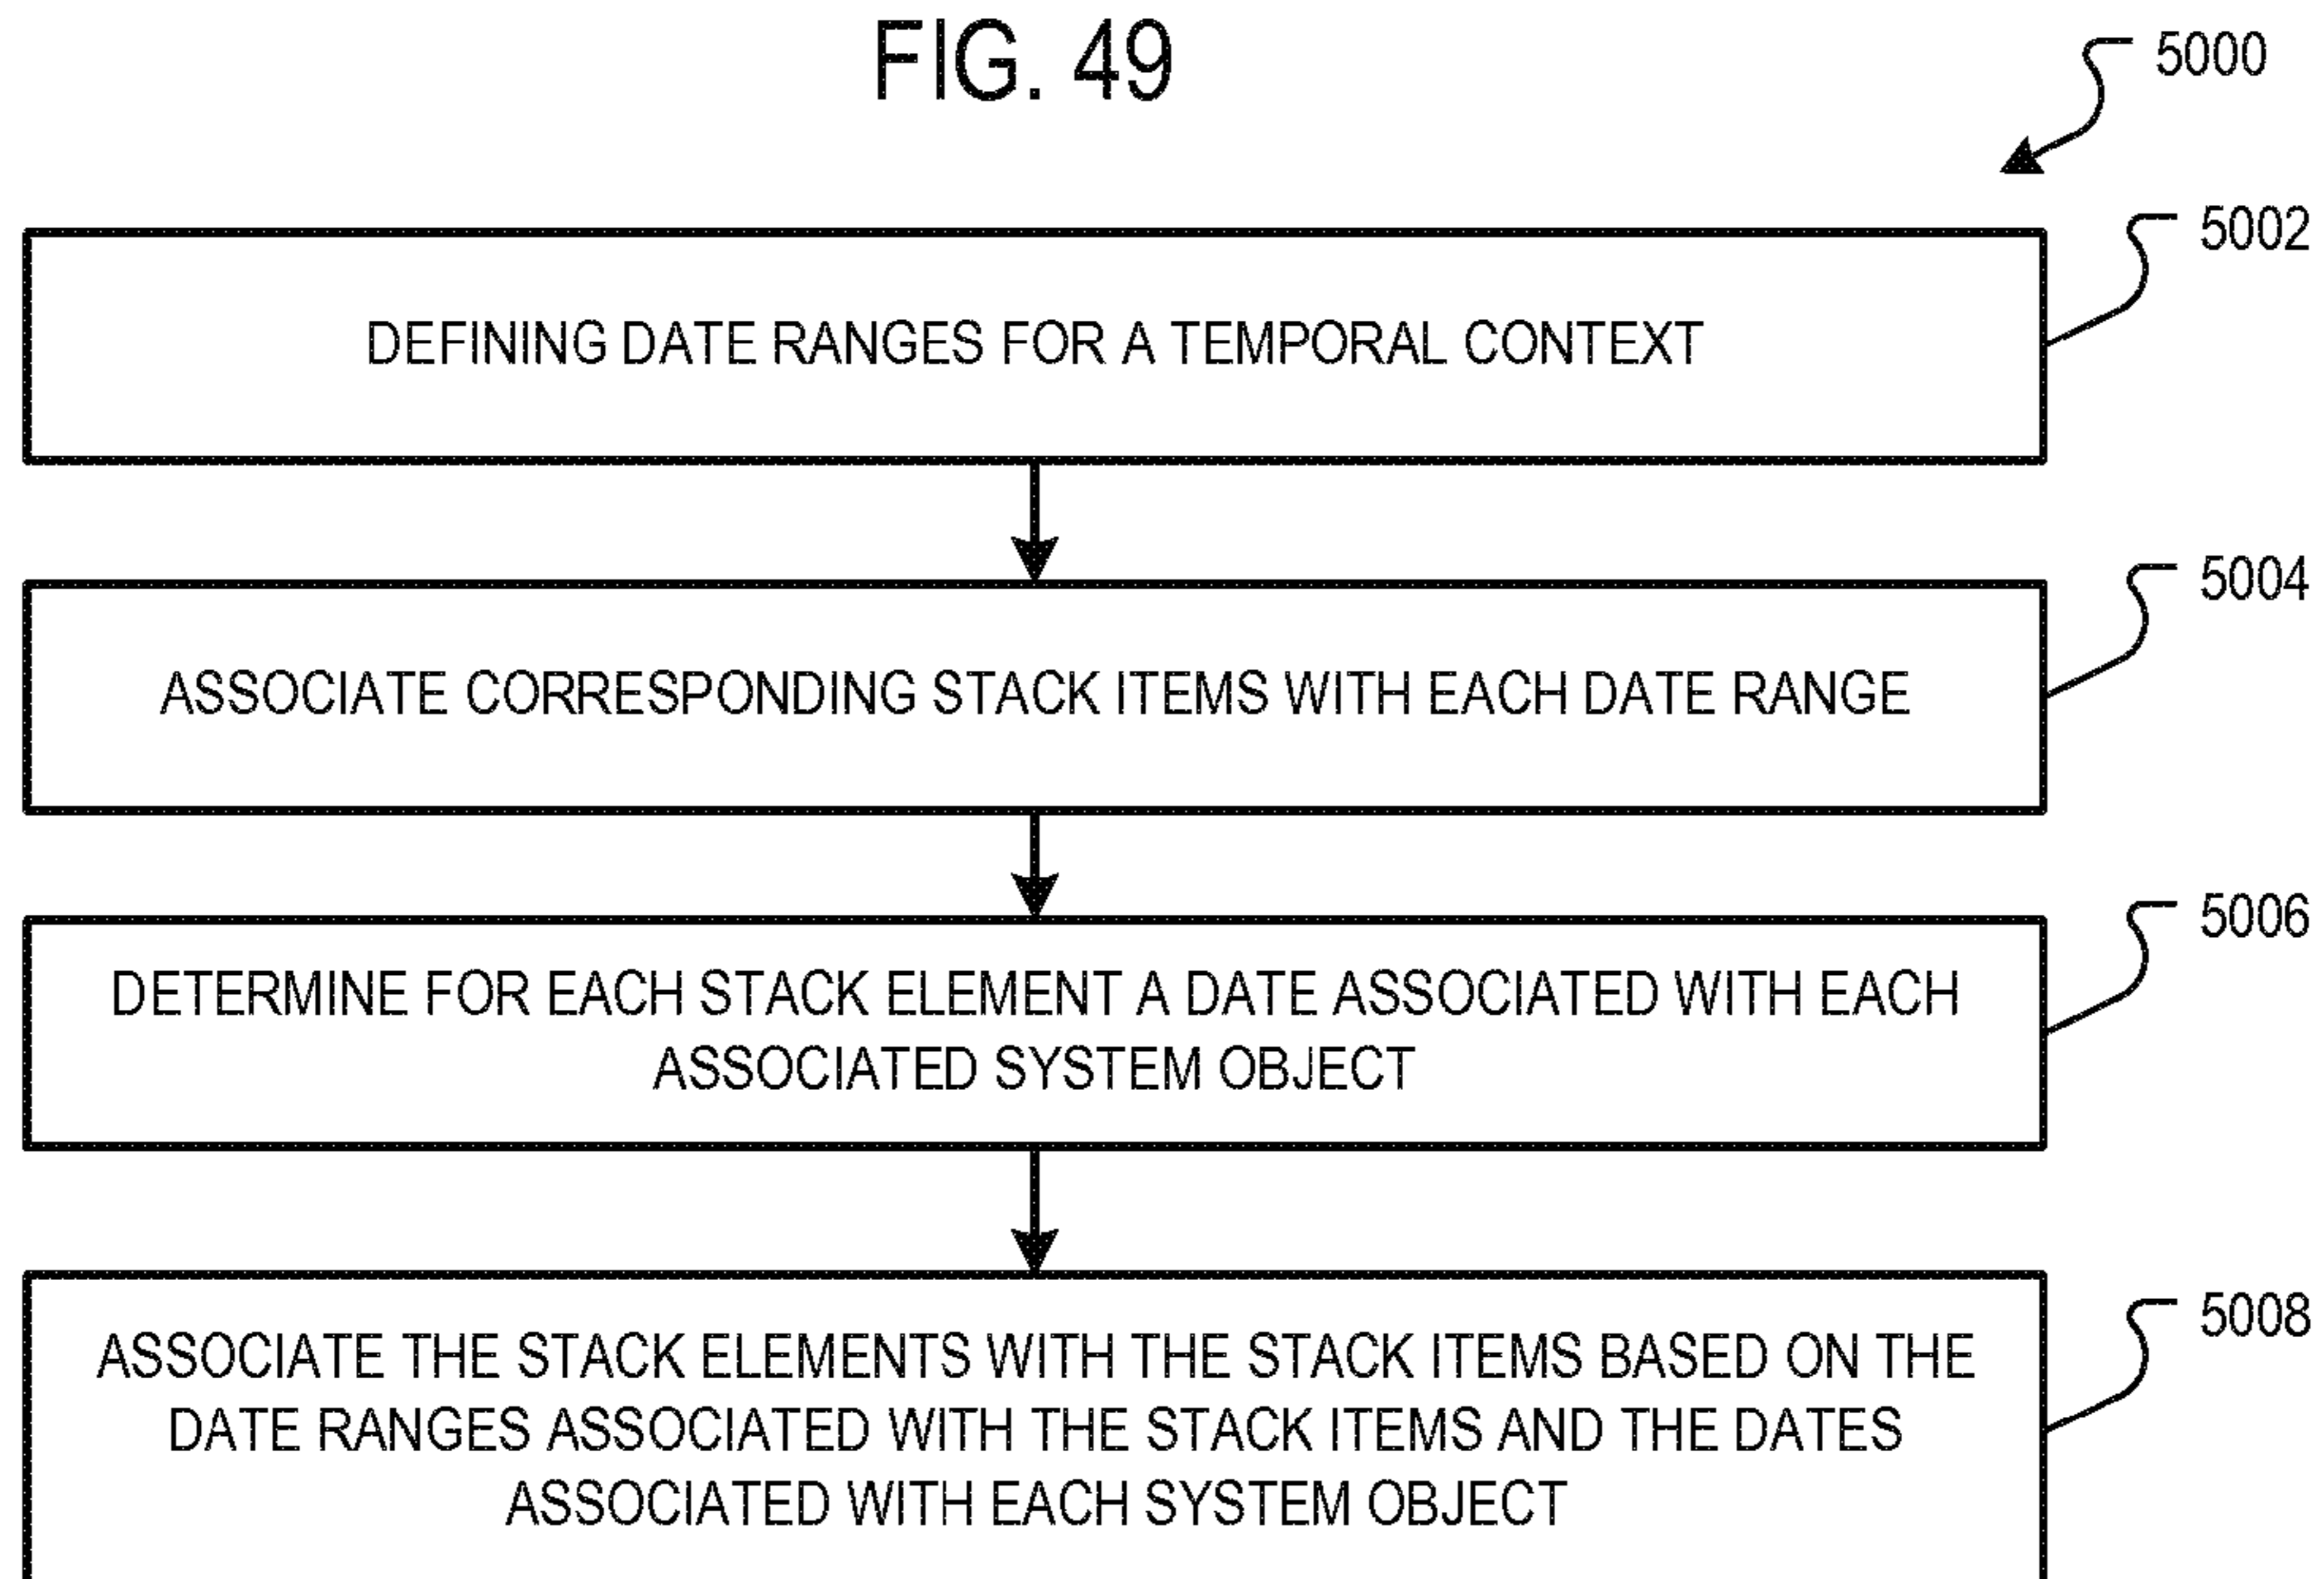 FIG. 49
5000
5002
DEFINING DATE RANGES FOR A TEMPORAL CONTEXT
5004
ASSOCIATE CORRESPONDING STACK ITEMS WITH EACH DATE RANGE
5006
DETERMINE FOR EACH STACK ELEMENT A DATE ASSOCIATED WITH EACH
ASSOCIATED SYSTEM OBJECT
5008
ASSOCIATE THE STACK ELEMENTS WITH THE STACK ITEMS BASED ON THE
DATE RANGES ASSOCIATED WITH THE STACK ITEMS AND THE DATES
ASSOCIATED WITH EACH SYSTEM OBJECT